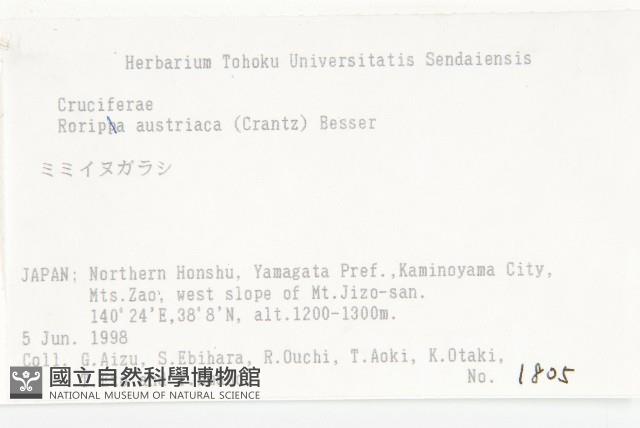 Herbarium Tohoku Universitatis Sendaiensis
Cruciferae
Rorippa austriaca (Crantz) Besser
ミミイヌガラシ
JAPAN; Northern Honshu, Yamagata Pref.,Kaminoyama City,
Mts.Zao, west slope of Mt.Jizo-san.
140°24'E,38°8'N, alt.1200-1300m.
5 Jun. 1998
Coll. G.Aizu, S.Ebihara, R.Ouchi, T.Aoki, K.Otaki,
No. 1805
國立自然科學博物館
NATIONAL MUSEUM OF NATURAL SCIENCE